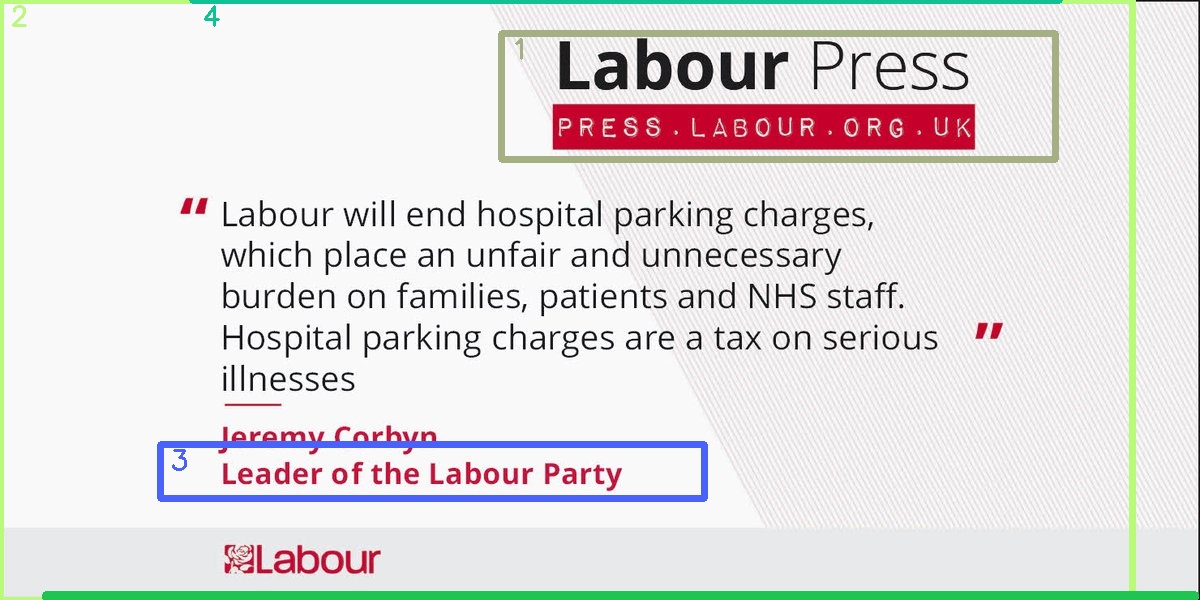 Labour Press
PRESS.LABOUR.ORG.UK
“ Labour will end hospital parking charges,
which place an unfair and unnecessary
burden on families, patients and NHS staff.
Hospital parking charges are a tax on serious ”
illnesses
Jeremy Corbyn
Leader of the Labour Party
Labour